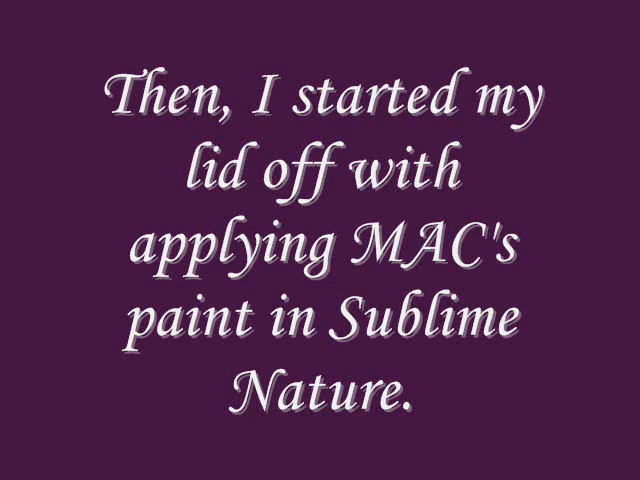 Then, I started my
lid off with
applying MAC's
paint in Sublime
Nature.